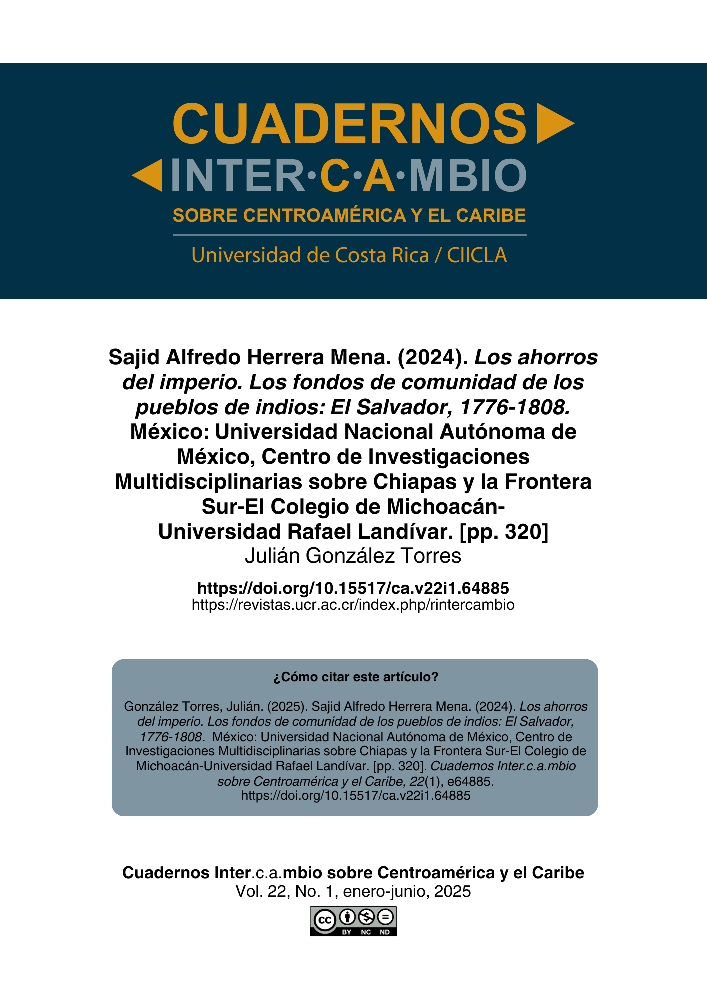 CUADERNOS
INTER•C•A•MBIO
SOBRE CENTROAMÉRICA Y EL CARIBE
Universidad de Costa Rica / CIICLA
Sajid Alfredo Herrera Mena. (2024). Los ahorros
del imperio. Los fondos de comunidad de los
pueblos de indios: El Salvador, 1776-1808.
México: Universidad Nacional Autónoma de
México, Centro de Investigaciones
Multidisciplinarias sobre Chiapas y la Frontera
Sur-El Colegio de Michoacán-
Universidad Rafael Landívar. [pp. 320]
Julián González Torres
https://doi.org/10.15517/ca.v22i1.64885
https://revistas.ucr.ac.cr/index.php/rintercambio
¿Cómo citar este artículo?
González Torres, Julián. (2025). Sajid Alfredo Herrera Mena. (2024). Los ahorros
del imperio. Los fondos de comunidad de los pueblos de indios: El Salvador,
1776-1808. México: Universidad Nacional Autónoma de México, Centro de
Investigaciones Multidisciplinarias sobre Chiapas y la Frontera Sur-El Colegio de
Michoacán-Universidad Rafael Landívar. [pp. 320]. Cuadernos Inter.c.a.mbio
sobre Centroamérica y el Caribe, 22(1), e64885.
https://doi.org/10.15517/ca.v22i1.64885
Cuadernos Inter.c.a.mbio sobre Centroamérica y el Caribe
Vol. 22, No. 1, enero-junio, 2025
cc BY NC ND